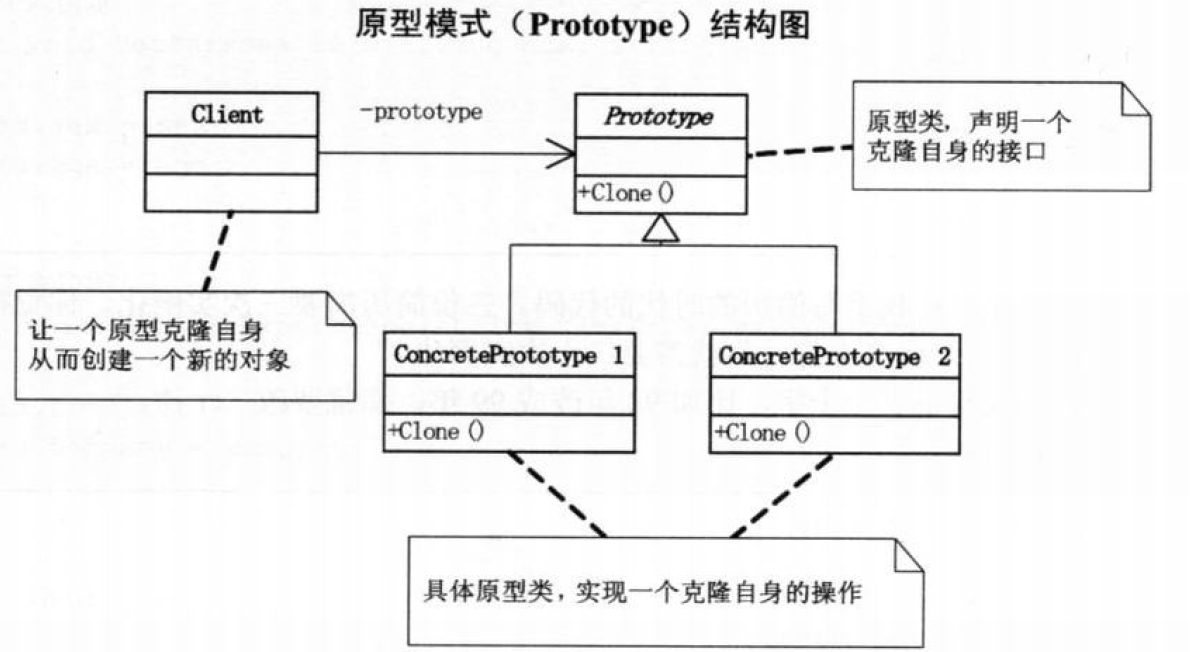 原型模式（Prototype）结构图
Client
-prototype
Prototype
+Clone()
原型类，声明一个
克隆自身的接口
让一个原型克隆自身
从而创建一个新的对象
ConcretePrototype 1
+Clone()
ConcretePrototype 2
+Clone()
具体原型类，实现一个克隆自身的操作